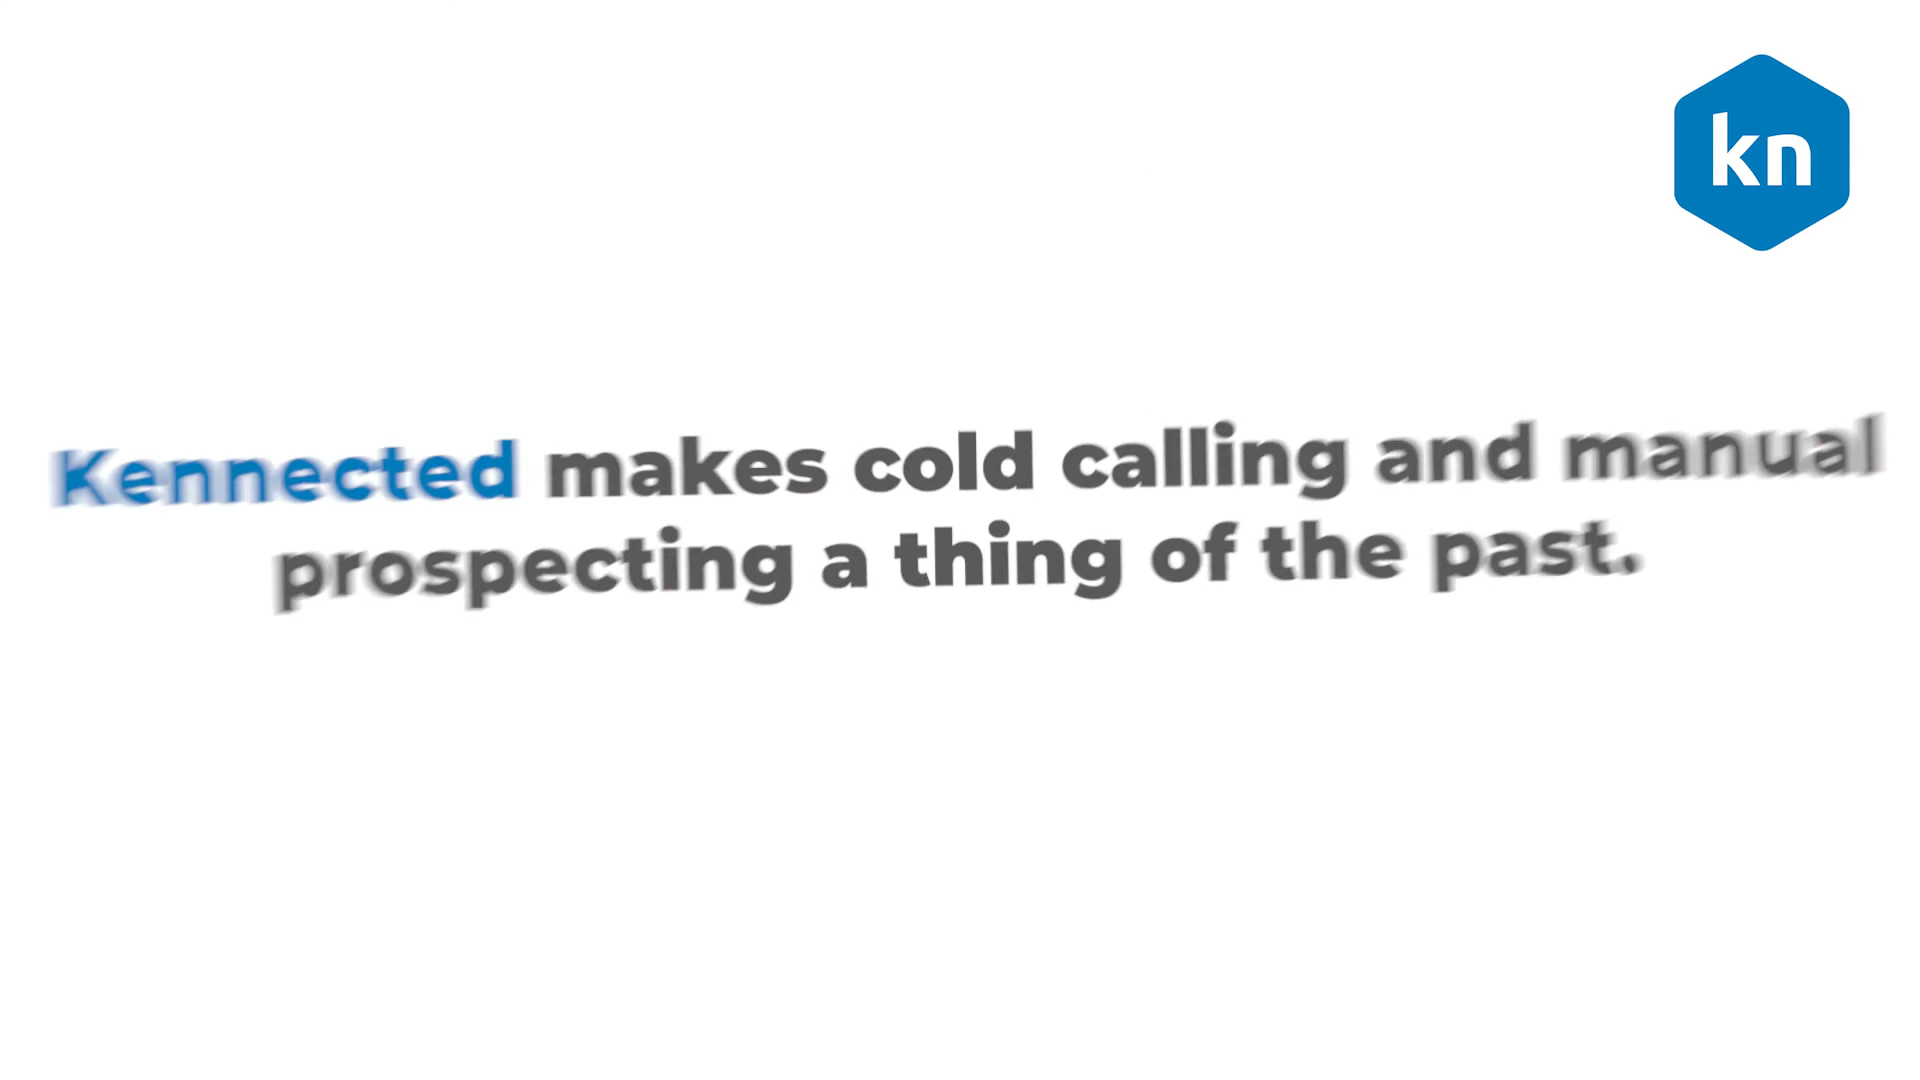 kn
Kennected makes cold calling and manual
prospecting a thing of the past.